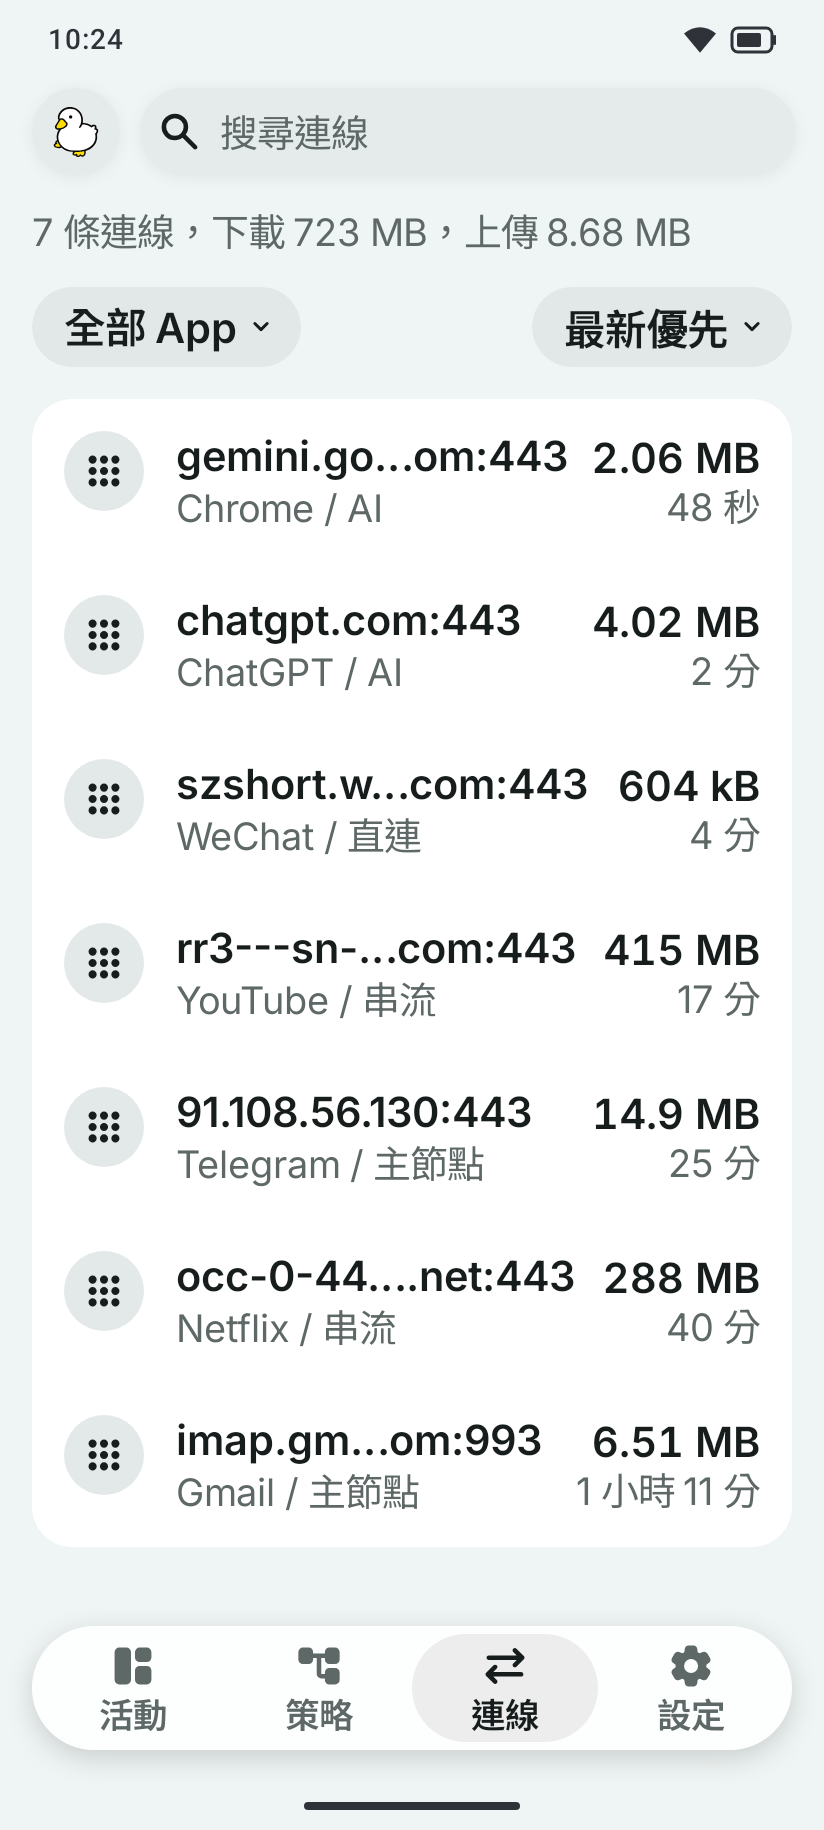 10:24
搜尋連線
7 條連線，下載 723 MB，上傳 8.68 MB
全部 App
最新優先
gemini.go...om:443 2.06 MB
Chrome / AI 48 秒
chatgpt.com:443 4.02 MB
ChatGPT / AI 2 分
szshort.w...com:443 604 kB
WeChat / 直連 4 分
rr3---sn-...com:443 415 MB
YouTube / 串流 17 分
91.108.56.130:443 14.9 MB
Telegram / 主節點 25 分
occ-0-44....net:443 288 MB
Netflix / 串流 40 分
imap.gm...om:993 6.51 MB
Gmail / 主節點 1 小時 11 分
活動 策略 連線 設定